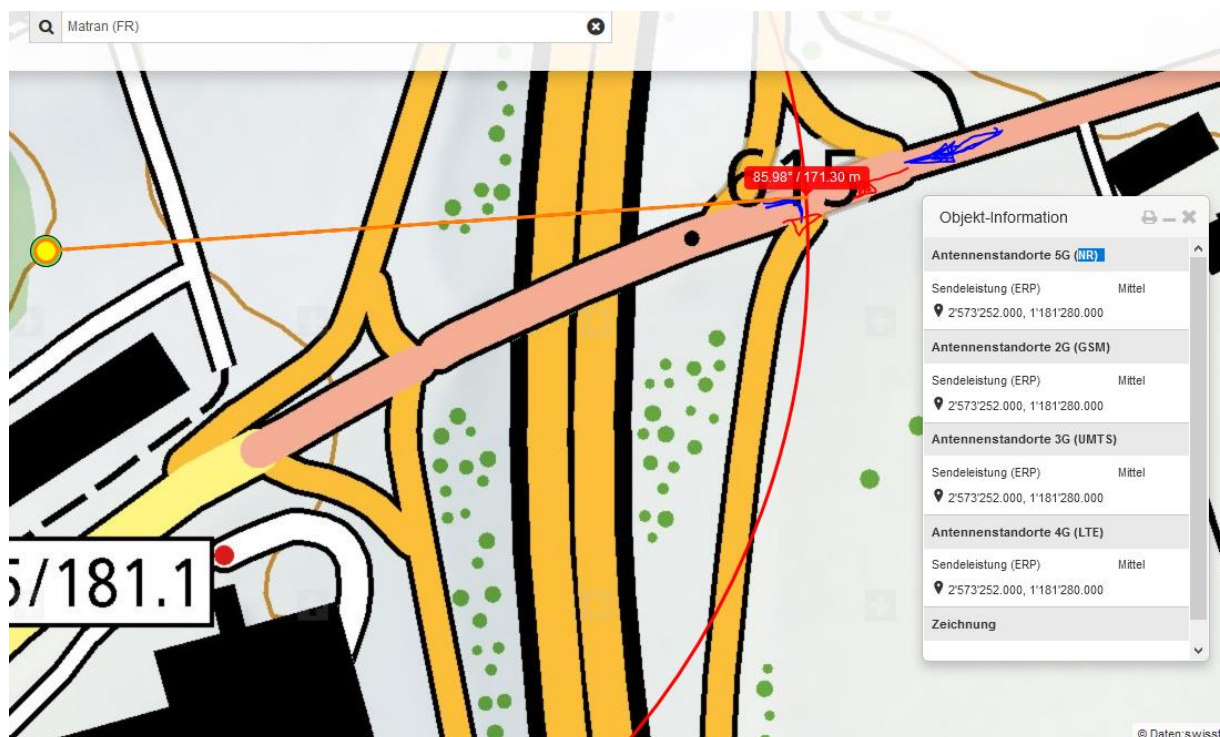 Matran (FR)
615
85.98° / 171.30 m
Objekt-Information
Antennenstandorte 5G (NR)
Sendeleistung (ERP) Mittel
2'573'252.000, 1'181'280.000
Antennenstandorte 2G (GSM)
Sendeleistung (ERP) Mittel
2'573'252.000, 1'181'280.000
Antennenstandorte 3G (UMTS)
Sendeleistung (ERP) Mittel
2'573'252.000, 1'181'280.000
Antennenstandorte 4G (LTE)
Sendeleistung (ERP) Mittel
2'573'252.000, 1'181'280.000
Zeichnung
5/181.1
© Daten:swisst